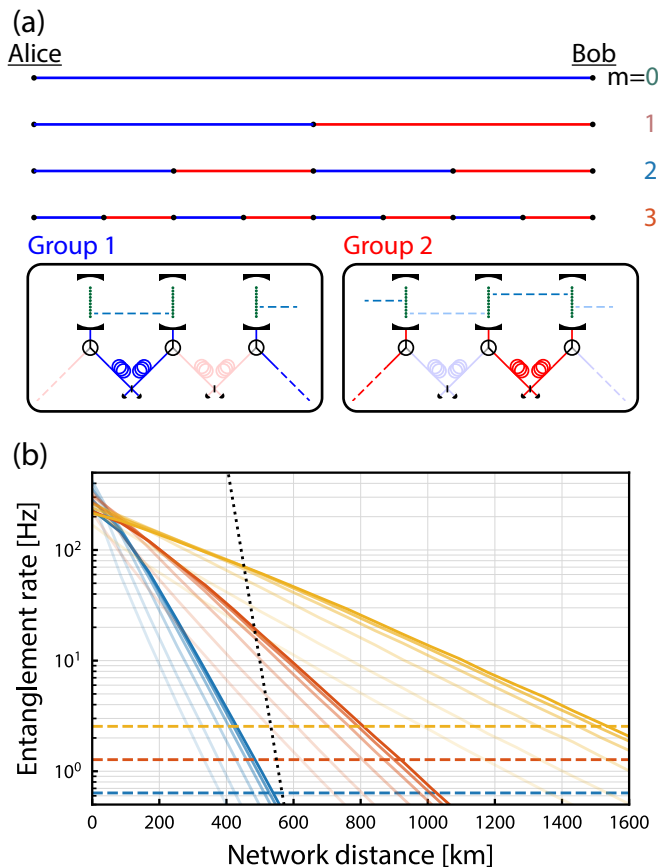 (a)
Alice Bob
m=0
1
2
3
Group 1 Group 2
(b)
Entanglement rate [Hz]
10²
10¹
10⁰
0 200 400 600 800 1000 1200 1400 1600
Network distance [km]